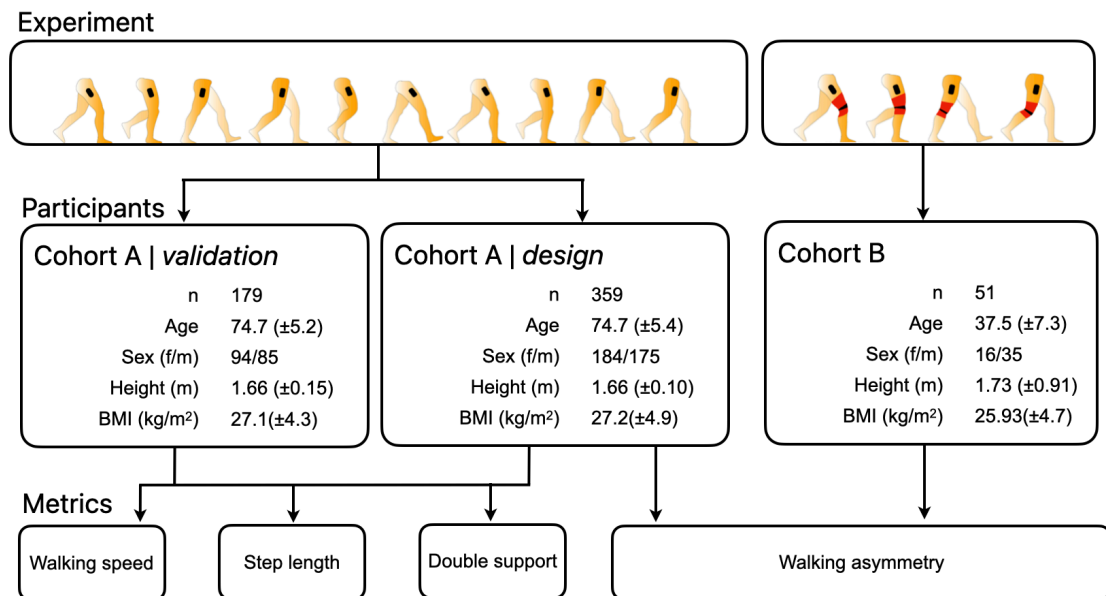 Experiment
Participants
Cohort A | validation
n 179
Age 74.7 (±5.2)
Sex (f/m) 94/85
Height (m) 1.66 (±0.15)
BMI (kg/m²) 27.1(±4.3)
Cohort A | design
n 359
Age 74.7 (±5.4)
Sex (f/m) 184/175
Height (m) 1.66 (±0.10)
BMI (kg/m²) 27.2(±4.9)
Cohort B
n 51
Age 37.5 (±7.3)
Sex (f/m) 16/35
Height (m) 1.73 (±0.91)
BMI (kg/m²) 25.93(±4.7)
Metrics
Walking speed
Step length
Double support
Walking asymmetry